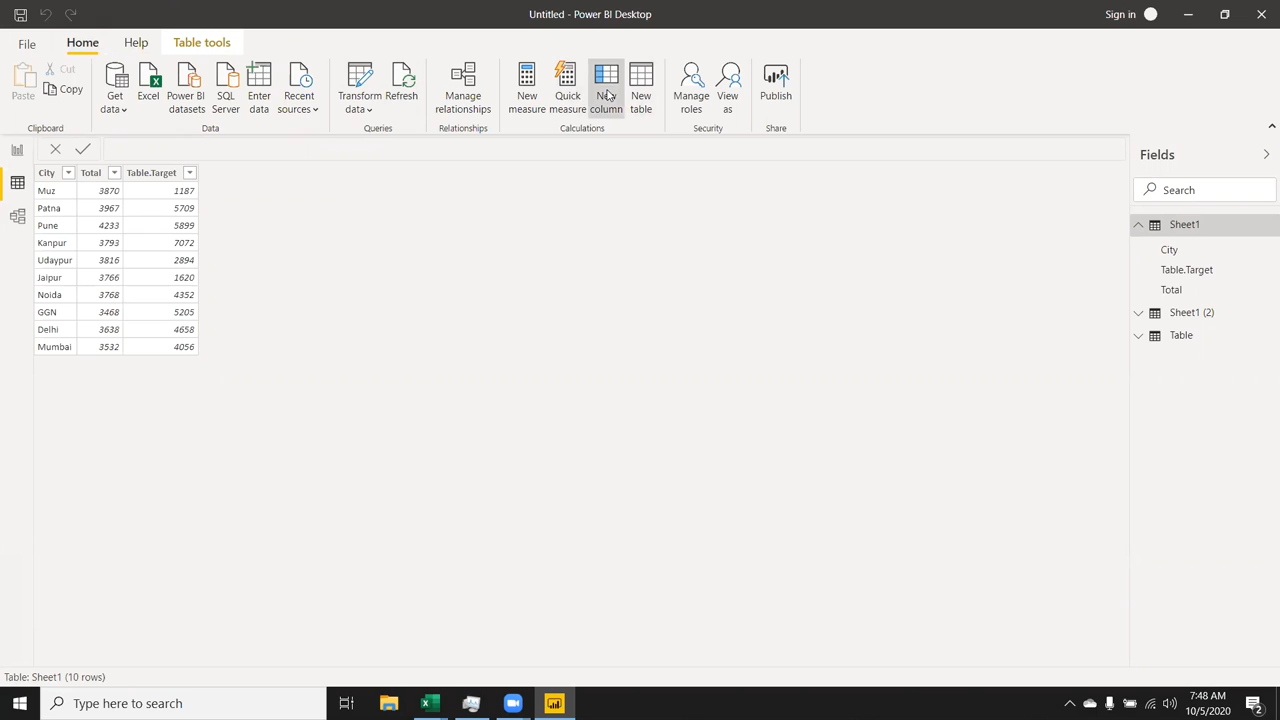 Untitled - Power BI Desktop
Sign in
File
Home
Help
Table tools
Paste
Cut
Copy
Get data
Excel
Power BI datasets
SQL Server
Enter data
Recent sources
Transform data
Refresh
Manage relationships
New measure
Quick measure
New column
New table
Manage roles
View as
Publish
Clipboard
Data
Queries
Relationships
Calculations
Security
Share
City Total Table.Target
Muz 3870 1187
Patna 3967 5709
Pune 4233 5899
Kanpur 3793 7072
Udaypur 3816 2894
Jaipur 3766 1620
Noida 3768 4352
GGN 3468 5205
Delhi 3638 4658
Mumbai 3532 4056
Fields
Search
Sheet1
City
Table.Target
Total
Sheet1 (2)
Table
Table: Sheet1 (10 rows)
Type here to search
7:48 AM
10/5/2020
2